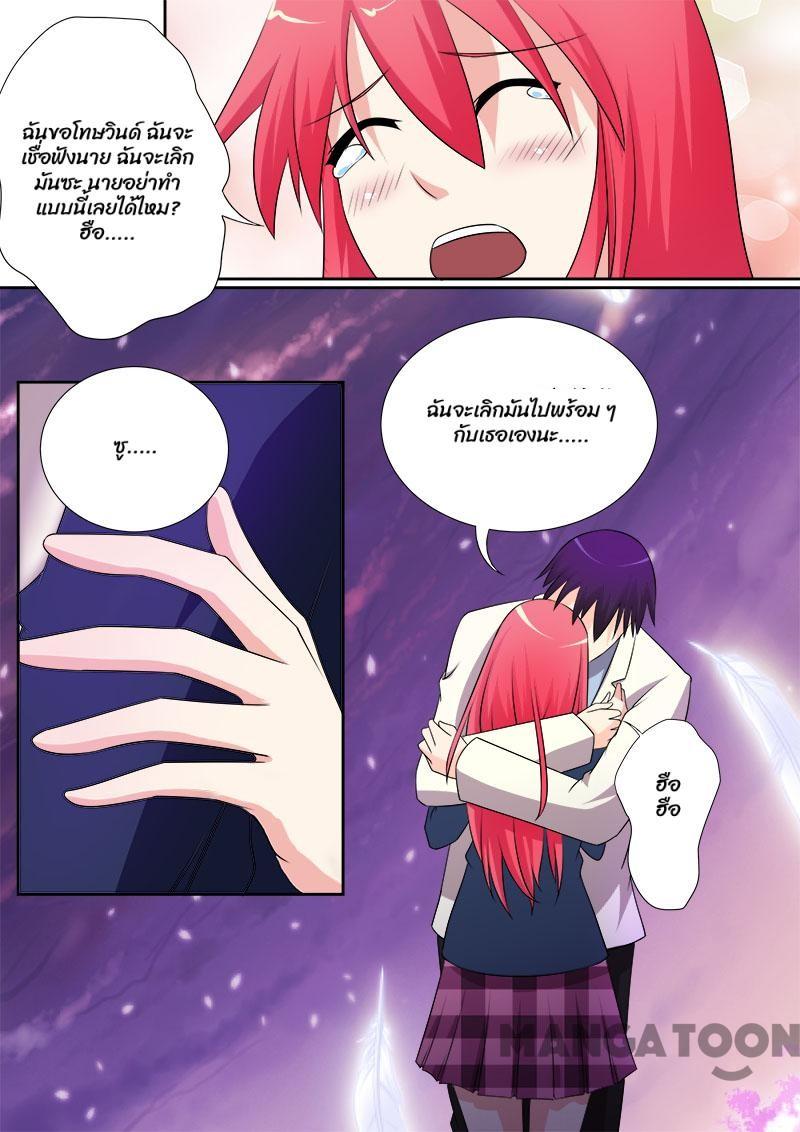 ฉันขอโทษวินด์ ฉันจะ
เชื่อฟังนาย ฉันจะเลิก
มันซะ นายอย่าทำ
แบบนี้เลยได้ไหม?
ฮือ.....
ซู.....
ฉันจะเลิกมันไปพร้อม ๆ
กับเธอเองนะ.....
ฮือ
ฮือ
MANGATOON